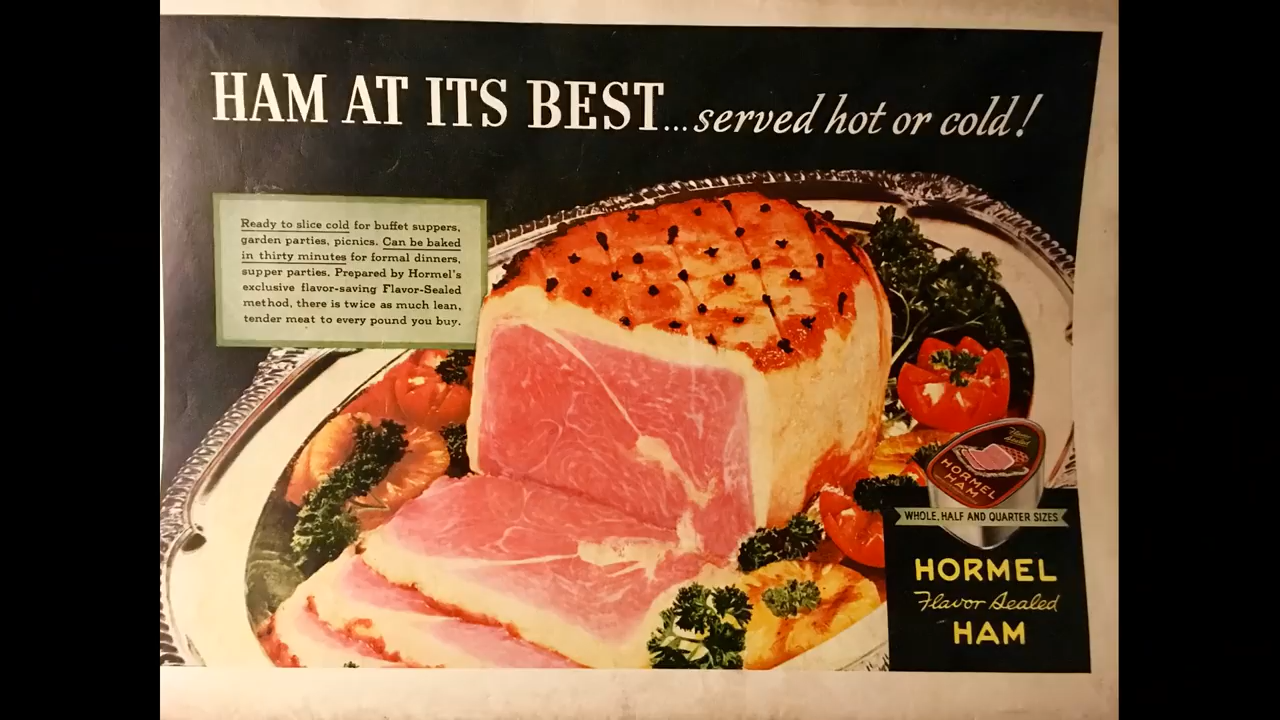 HAM AT ITS BEST...served hot or cold!
Ready to slice cold for buffet suppers,
garden parties, picnics. Can be baked
in thirty minutes for formal dinners,
supper parties. Prepared by Hormel's
exclusive flavor-saving Flavor-Sealed
method, there is twice as much lean,
tender meat to every pound you buy.
HORMEL
HAM
WHOLE, HALF AND QUARTER SIZES
HORMEL
Flavor Sealed
HAM